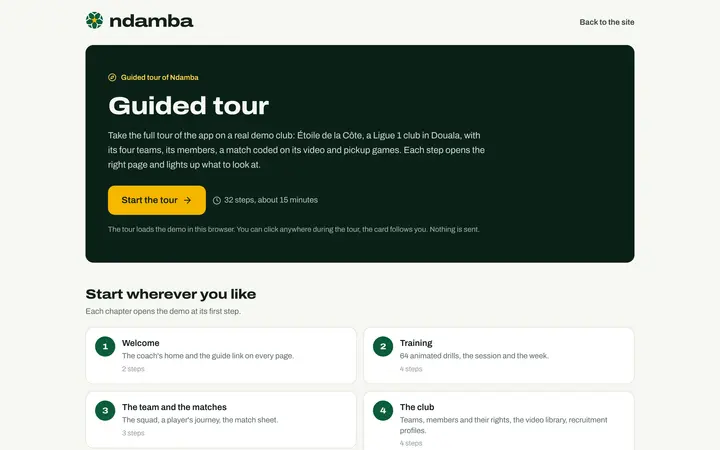 ndamba
Back to the site
Guided tour of Ndamba
Guided tour
Take the full tour of the app on a real demo club: Étoile de la Côte, a Ligue 1 club in Douala, with
its four teams, its members, a match coded on its video and pickup games. Each step opens the
right page and lights up what to look at.
Start the tour →
32 steps, about 15 minutes
The tour loads the demo in this browser. You can click anywhere during the tour, the card follows you. Nothing is sent.
Start wherever you like
Each chapter opens the demo at its first step.
1
Welcome
The coach's home and the guide link on every page.
2 steps
2
Training
64 animated drills, the session and the week.
4 steps
3
The team and the matches
The squad, a player's journey, the match sheet.
3 steps
4
The club
Teams, members and their rights, the video library, recruitment
profiles.
4 steps